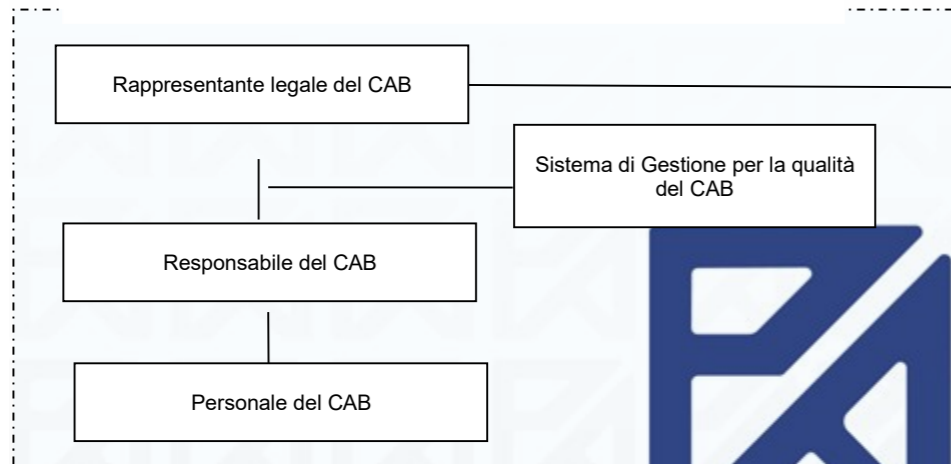 Rappresentante legale del CAB
Sistema di Gestione per la qualità
del CAB
Responsabile del CAB
Personale del CAB